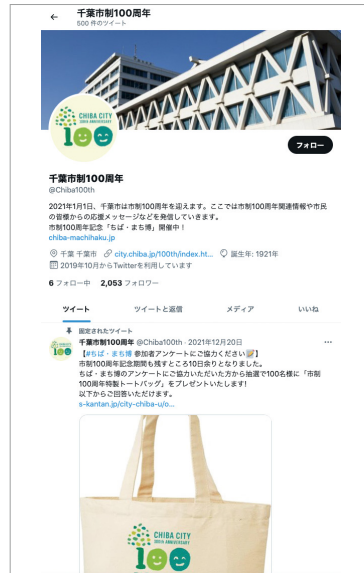 千葉市制100周年
500 件のツイート
CHIBA CITY
100th ANNIVERSARY
100
フォロー
千葉市制100周年
@Chiba100th
2021年1月1日、千葉市は市制100周年を迎えます。ここでは市制100周年関連情報や市民
の皆様からの応援メッセージなどを発信していきます。
市制100周年記念「ちば・まち博」開催中！
chiba-machihaku.jp
千葉 千葉市 city.chiba.jp/100th/index.ht... 誕生年: 1921年
2019年10月からTwitterを利用しています
6 フォロー中 2,053 フォロワー
ツイート ツイートと返信 メディア いいね
固定されたツイート
千葉市制100周年 @Chiba100th · 2021年12月20日 ...
【#ちば・まち博 参加者アンケートにご協力ください📝】
市制100周年記念期間も残すところ10日余りとなりました。
ちば・まち博のアンケートにご協力いただいた方から抽選で100名様に「市制
100周年特製トートバッグ」をプレゼントいたします!
以下からご回答いただけます。
s-kantan.jp/city-chiba-u/o...
CHIBA CITY
100th ANNIVERSARY
100